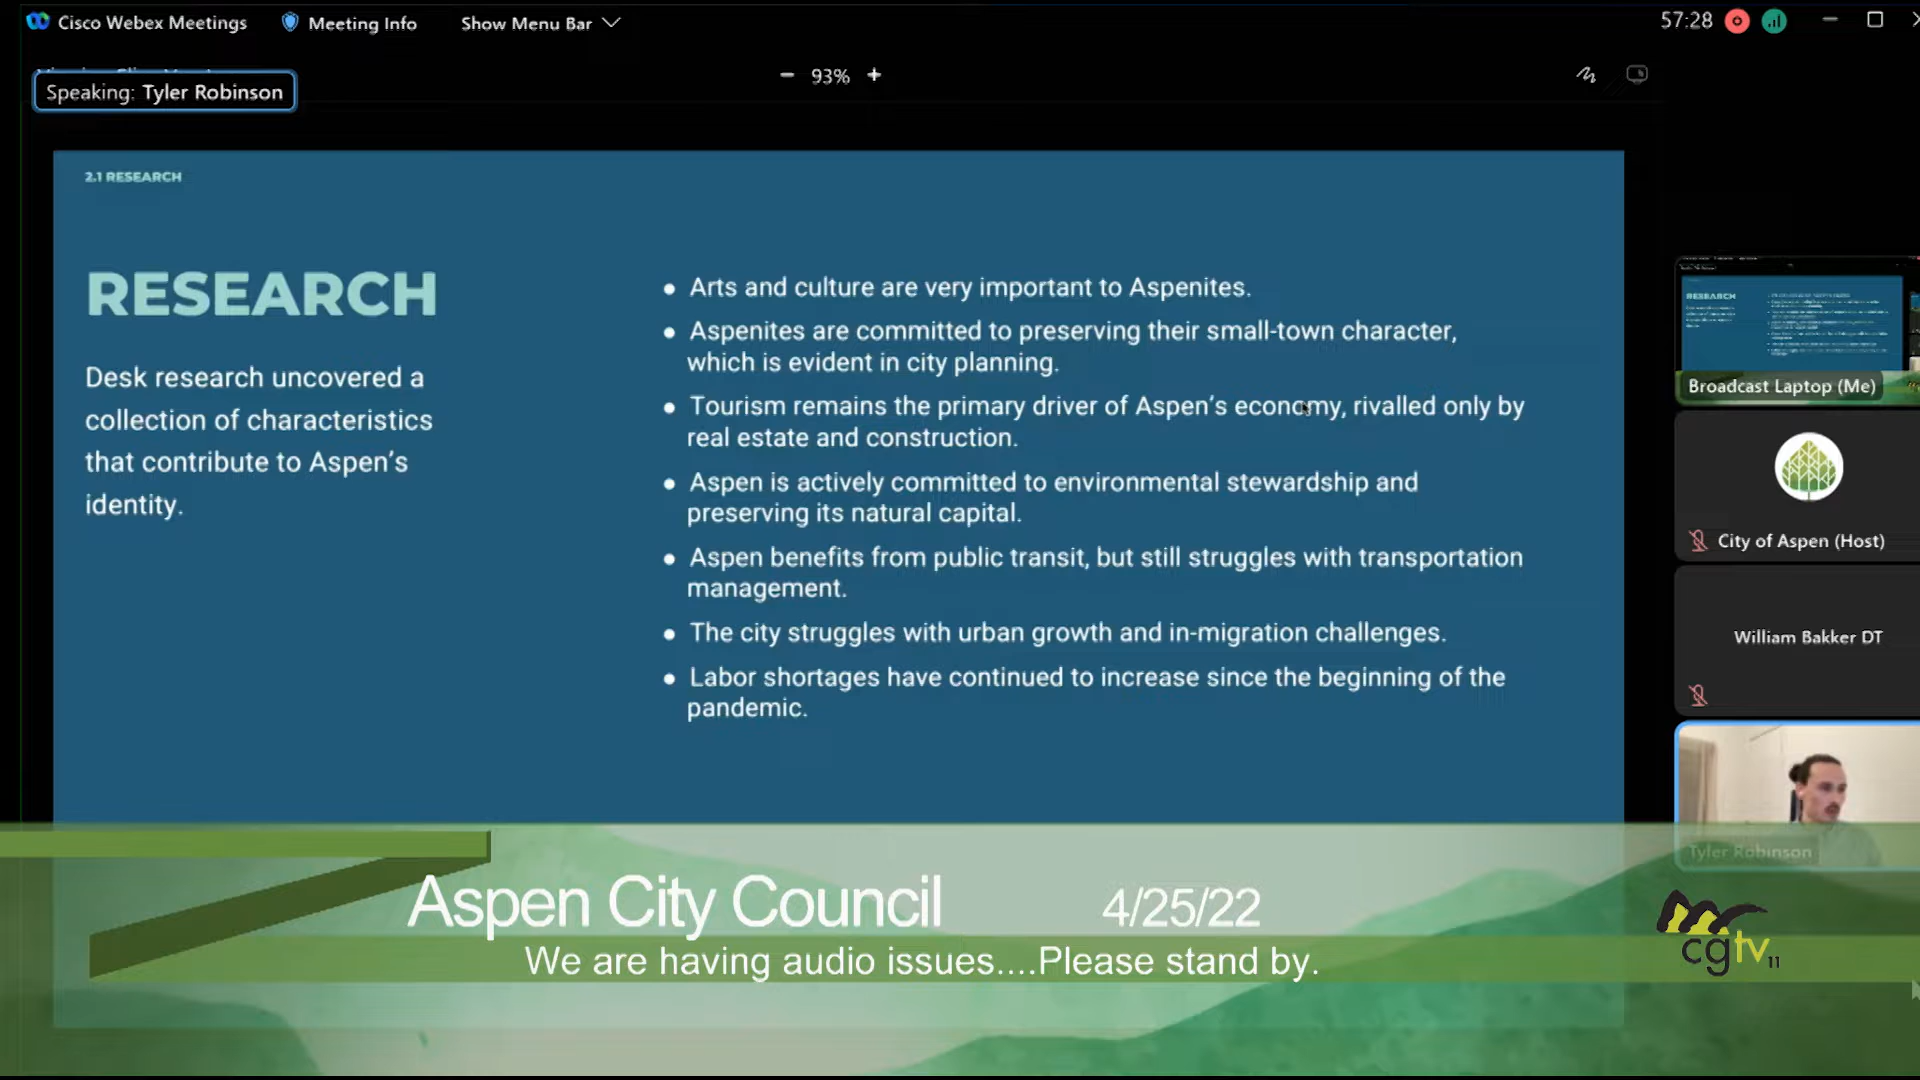 Cisco Webex Meetings
Meeting Info
Show Menu Bar
57:28
Speaking: Tyler Robinson
93%
2.1 RESEARCH
RESEARCH
Desk research uncovered a
collection of characteristics
that contribute to Aspen's
identity.
● Arts and culture are very important to Aspenites.
● Aspenites are committed to preserving their small-town character,
which is evident in city planning.
● Tourism remains the primary driver of Aspen's economy, rivalled only by
real estate and construction.
● Aspen is actively committed to environmental stewardship and
preserving its natural capital.
● Aspen benefits from public transit, but still struggles with transportation
management.
● The city struggles with urban growth and in-migration challenges.
● Labor shortages have continued to increase since the beginning of the
pandemic.
RESEARCH
Broadcast Laptop (Me)
City of Aspen (Host)
William Bakker DT
Tyler Robinson
Aspen City Council 4/25/22
We are having audio issues....Please stand by.
cgtv 11